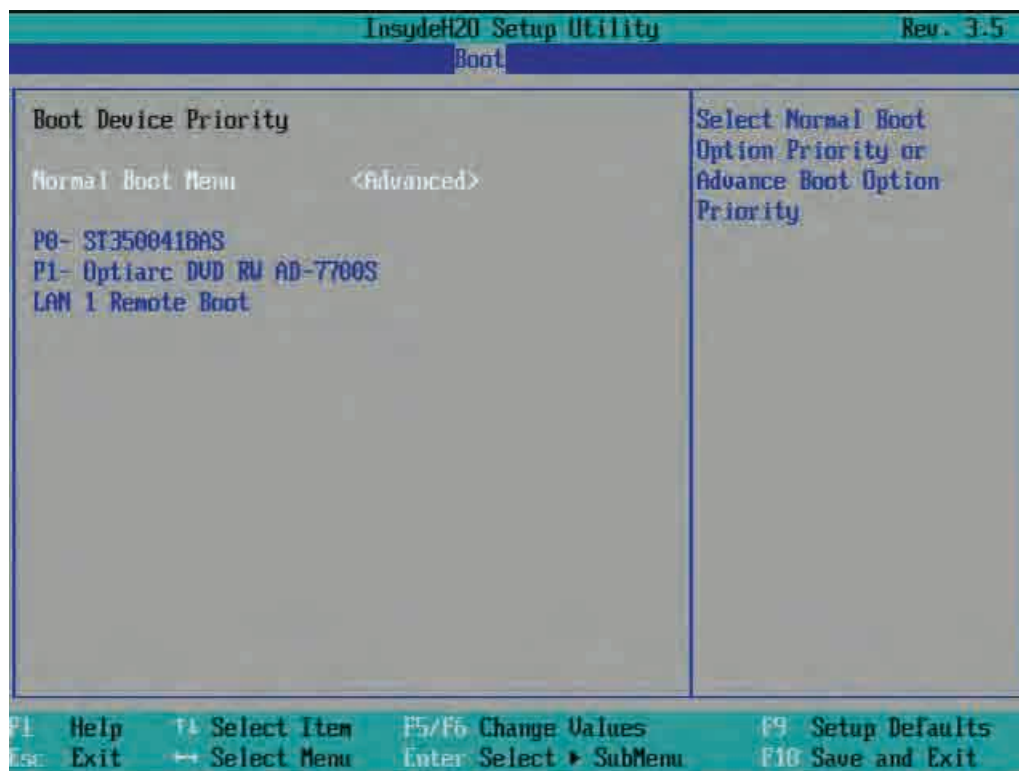 InsydeH20 Setup Utility Rev. 3.5
Boot
Boot Device Priority
Normal Boot Menu <Advanced>
P0- ST3500418AS
P1- Optiarc DVD RW AD-7700S
LAN 1 Remote Boot
Select Normal Boot
Option Priority or
Advance Boot Option
Priority
F1 Help ↑↓ Select Item F5/F6 Change Values F9 Setup Defaults
Esc Exit ↔ Select Menu Enter Select ▶ SubMenu F10 Save and Exit